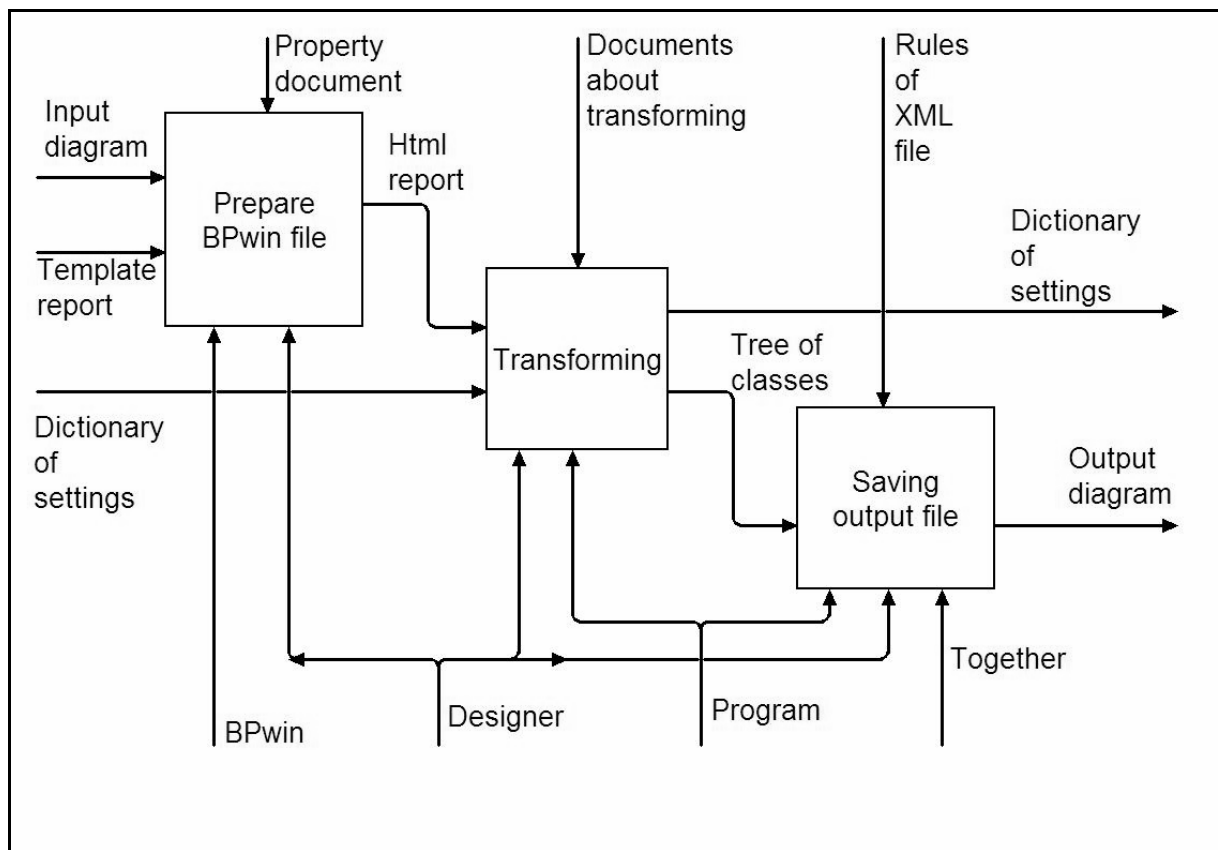 Property
document
Documents
about
transforming
Rules
of
XML
file
Input
diagram
Html
report
Prepare
BPwin file
Template
report
Dictionary
of
settings
Transforming
Tree of
classes
Dictionary
of
settings
Saving
output file
Output
diagram
BPwin
Designer
Program
Together